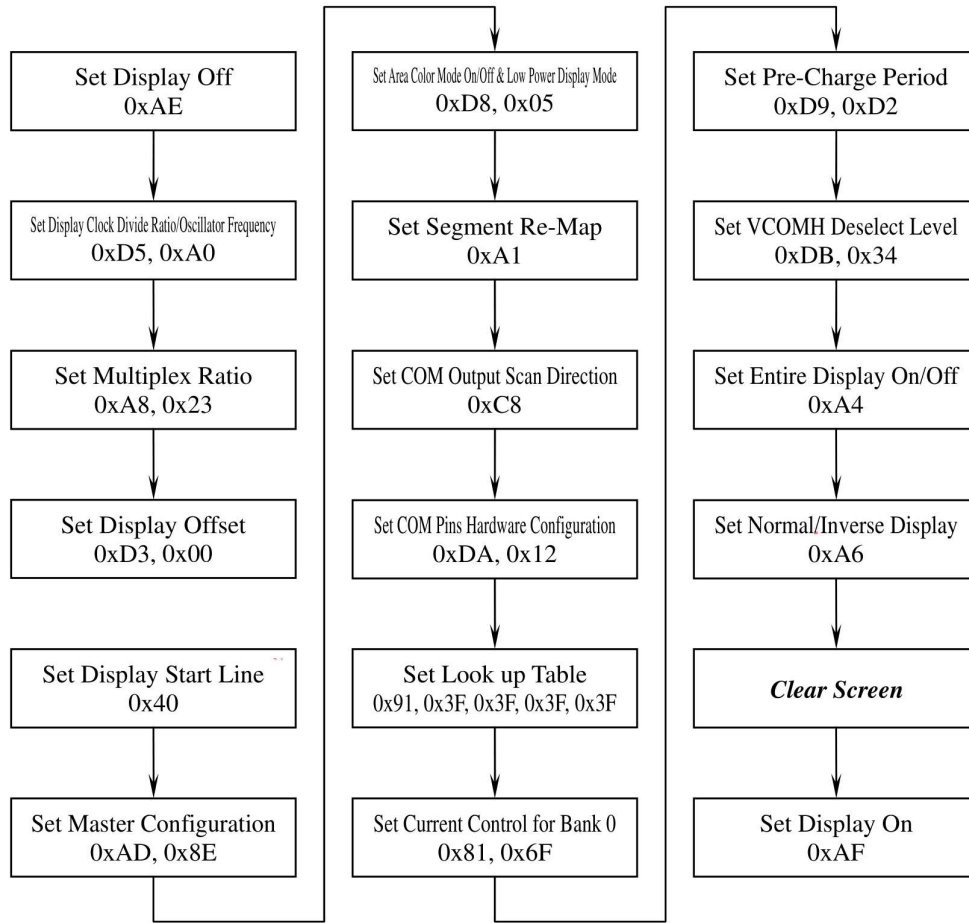 Set Display Off
0xAE
Set Display Clock Divide Ratio/Oscillator Frequency
0xD5, 0xA0
Set Multiplex Ratio
0xA8, 0x23
Set Display Offset
0xD3, 0x00
Set Display Start Line
0x40
Set Master Configuration
0xAD, 0x8E
Set Area Color Mode On/Off & Low Power Display Mode
0xD8, 0x05
Set Segment Re-Map
0xA1
Set COM Output Scan Direction
0xC8
Set COM Pins Hardware Configuration
0xDA, 0x12
Set Look up Table
0x91, 0x3F, 0x3F, 0x3F, 0x3F
Set Current Control for Bank 0
0x81, 0x6F
Set Pre-Charge Period
0xD9, 0xD2
Set VCOMH Deselect Level
0xDB, 0x34
Set Entire Display On/Off
0xA4
Set Normal/Inverse Display
0xA6
Clear Screen
Set Display On
0xAF